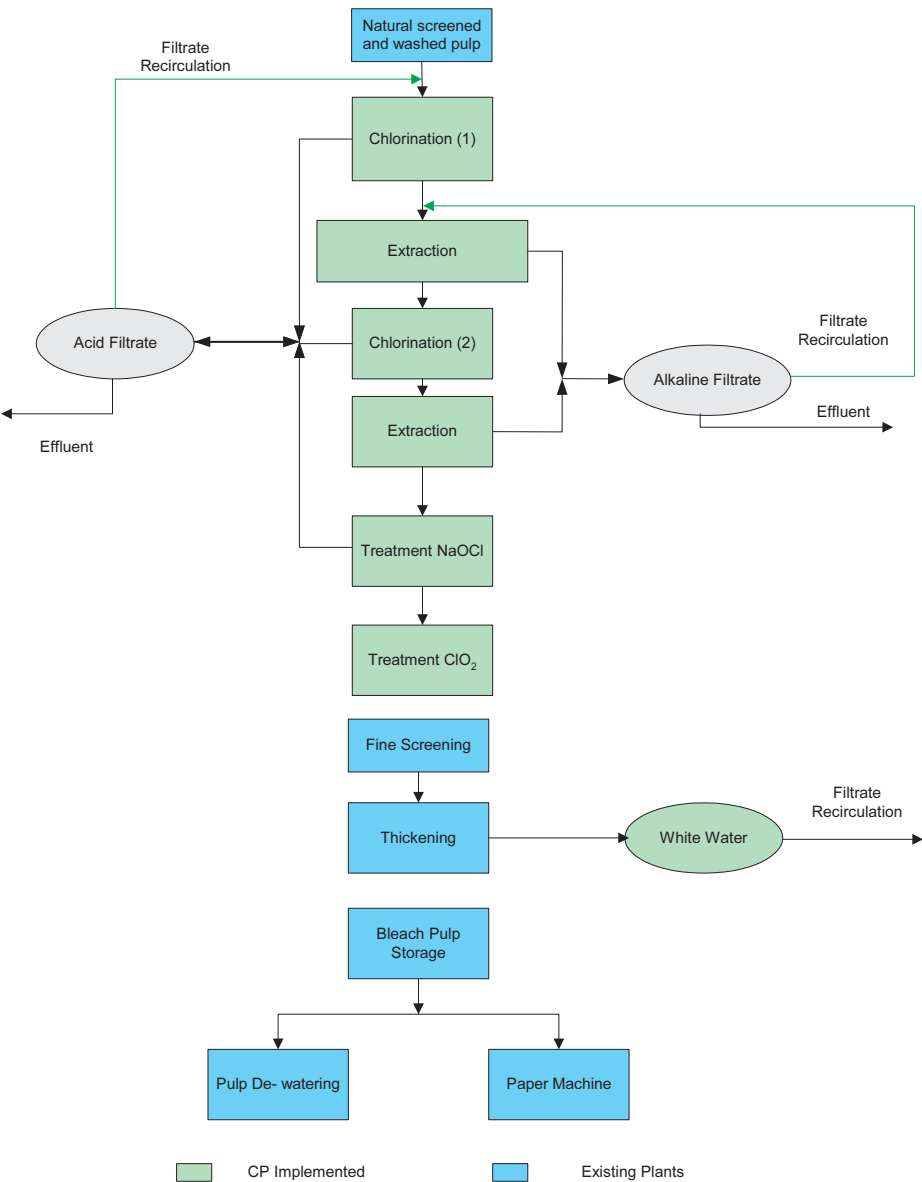 Natural screened
and washed pulp
Filtrate
Recirculation
Chlorination (1)
Extraction
Acid Filtrate
Chlorination (2)
Filtrate
Recirculation
Alkaline Filtrate
Effluent
Extraction
Effluent
Treatment NaOCl
Treatment ClO₂
Fine Screening
Thickening
White Water
Filtrate
Recirculation
Bleach Pulp
Storage
Pulp De- watering
Paper Machine
CP Implemented
Existing Plants